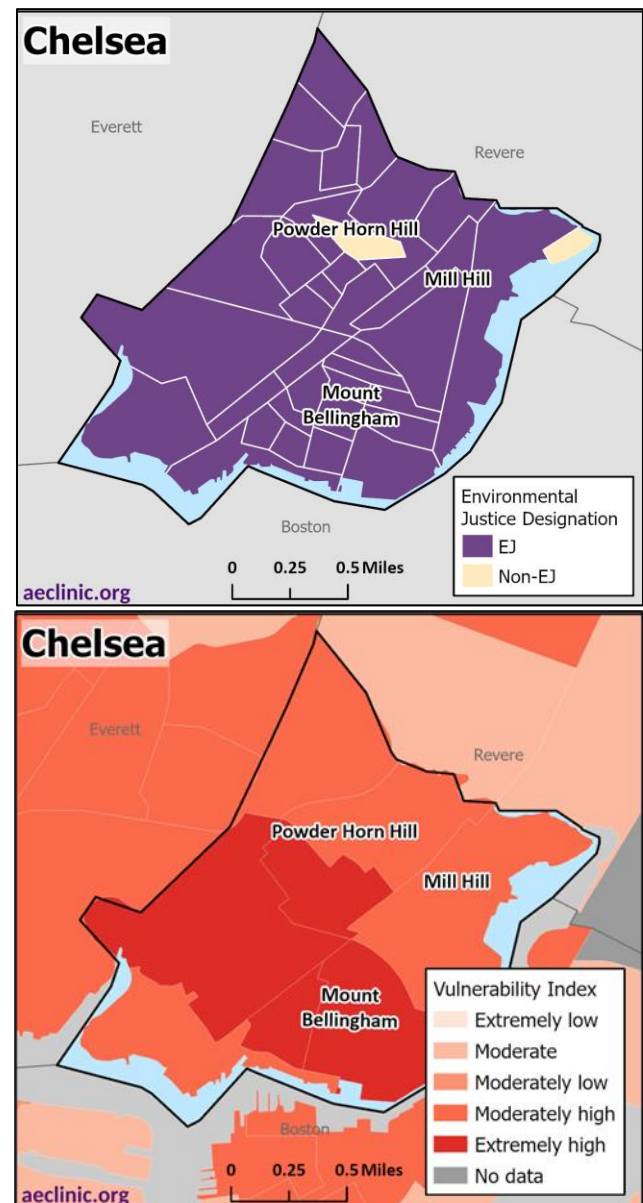 Chelsea
Everett
Revere
Powder Horn Hill
Mill Hill
Mount
Bellingham
Boston
Environmental
Justice Designation
EJ
Non-EJ
0 0.25 0.5 Miles
aeclinic.org
Chelsea
Everett
Revere
Powder Horn Hill
Mill Hill
Mount
Bellingham
Boston
Vulnerability Index
Extremely low
Moderate
Moderately low
Moderately high
Extremely high
No data
0 0.25 0.5 Miles
aeclinic.org